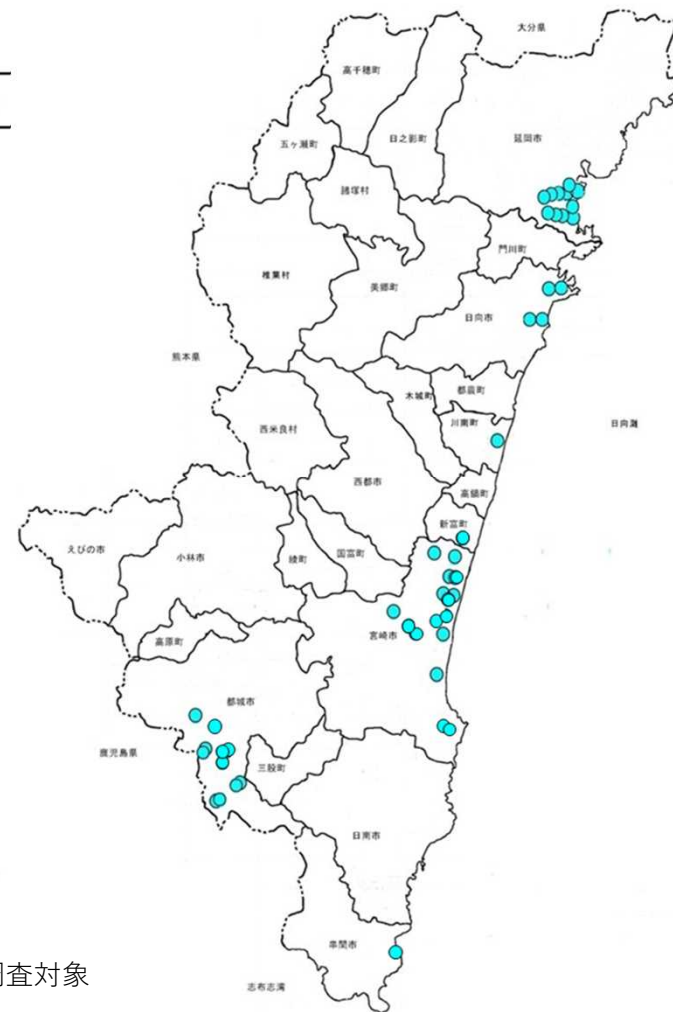 大分県
高千穂町
延岡市
日之影町
五ヶ瀬町
諸塚村
門川町
椎葉村
美郷町
日向市
熊本県
木城町
都農町
川南町
日向灘
西米良村
西都市
高鍋町
新富町
えびの市
小林市
綾町
国富町
高原町
宮崎市
都城市
鹿児島県
三股町
日南市
串間市
査対象
志布志湾